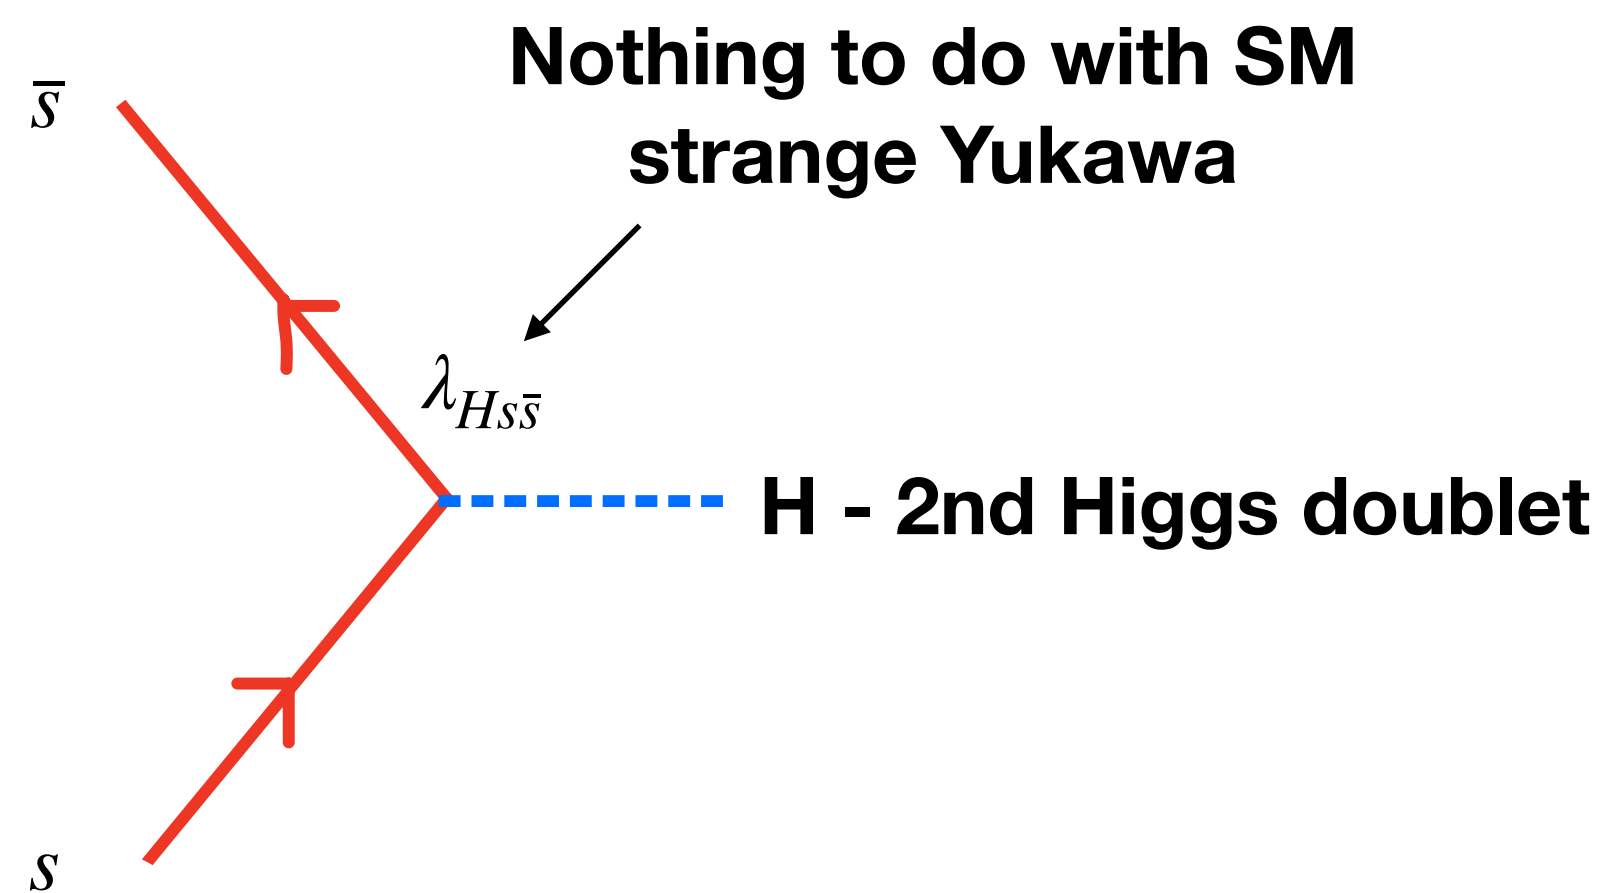 Nothing to do with SM
strange Yukawa
s̅
λ_{Hss̅}
H - 2nd Higgs doublet
s